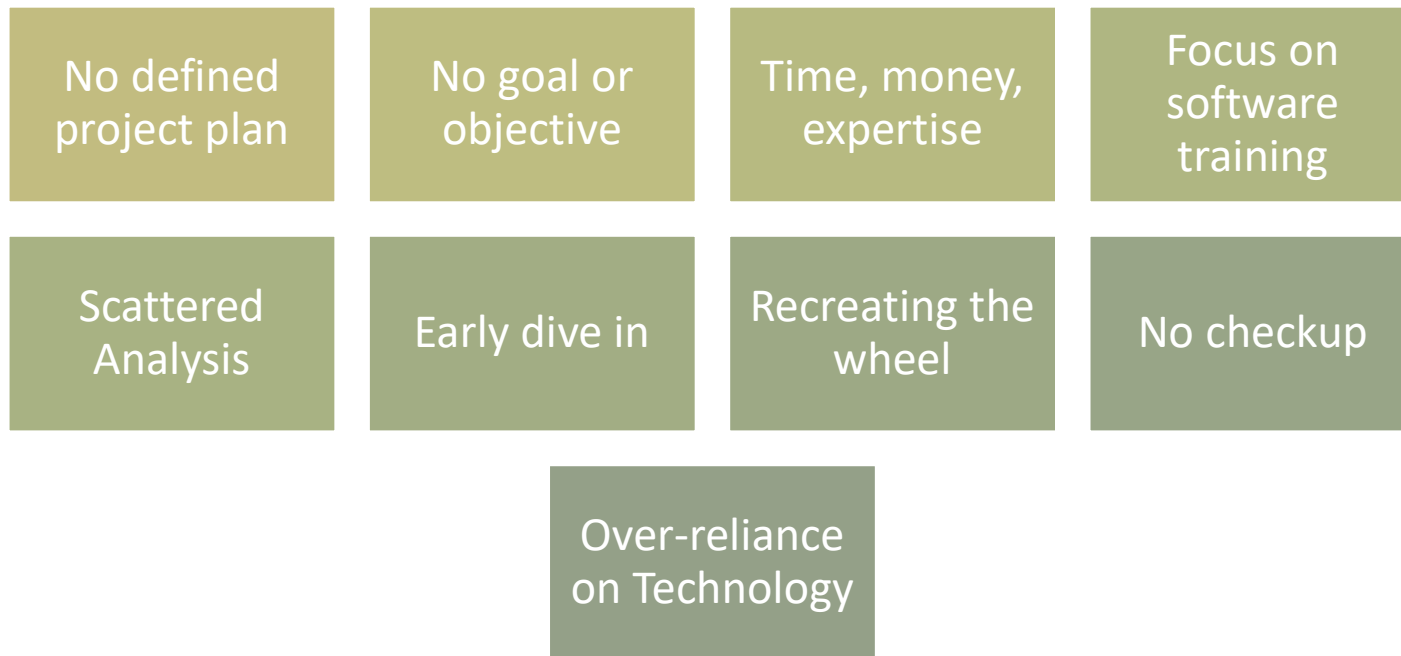 No defined
project plan
No goal or
objective
Time, money,
expertise
Focus on
software
training
Scattered
Analysis
Early dive in
Recreating the
wheel
No checkup
Over-reliance
on Technology